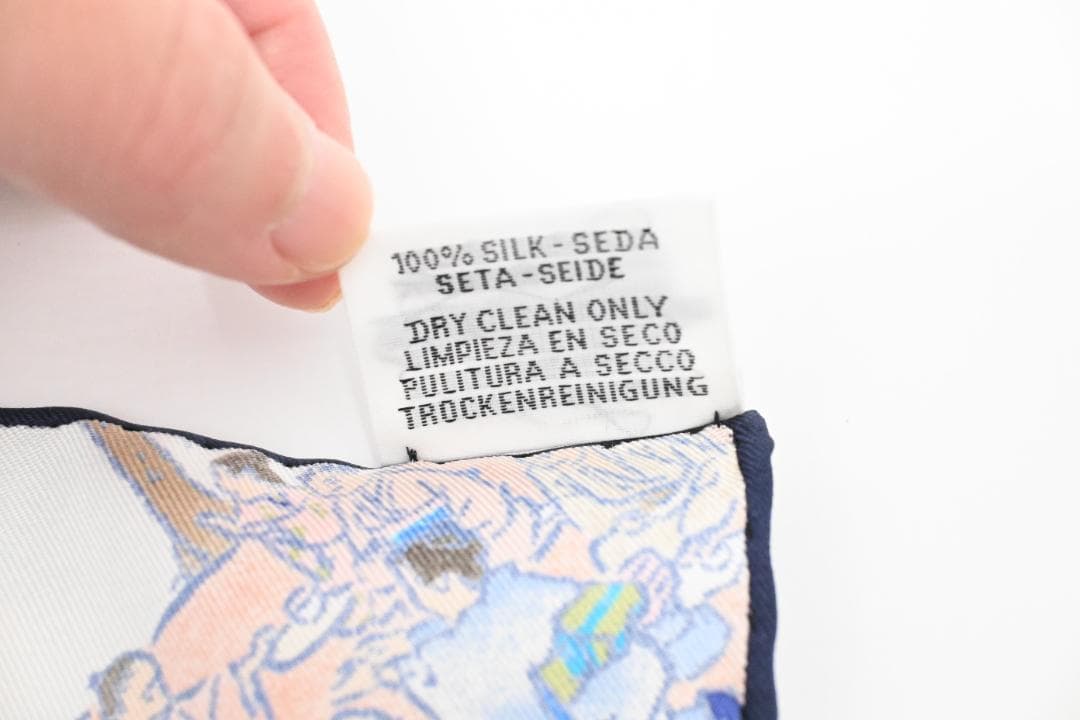 100% SILK - SEDA
SETA - SEIDE
DRY CLEAN ONLY
LIMPIEZA EN SECO
PULITURA A SECCO
TROCKENREINIGUNG